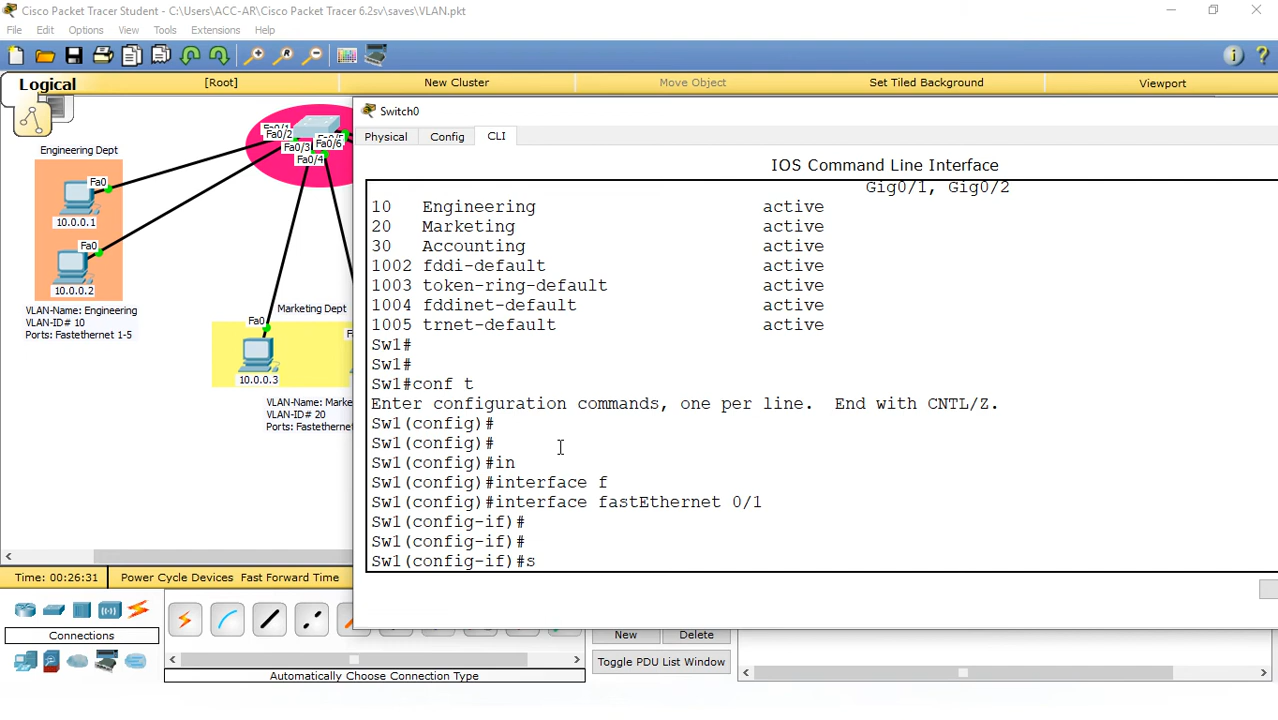 Cisco Packet Tracer Student - C:\Users\ACC-AR\Cisco Packet Tracer 6.2sv\saves\VLAN.pkt
File Edit Options View Tools Extensions Help
Logical [Root] New Cluster Move Object Set Tiled Background Viewport
Switch0
Physical Config CLI
IOS Command Line Interface
Gig0/1, Gig0/2
10 Engineering active
20 Marketing active
30 Accounting active
1002 fddi-default active
1003 token-ring-default active
1004 fddinet-default active
1005 trnet-default active
Sw1#
Sw1#
Sw1#conf t
Enter configuration commands, one per line. End with CNTL/Z.
Sw1(config)#
Sw1(config)#
Sw1(config)#in
Sw1(config)#interface f
Sw1(config)#interface fastEthernet 0/1
Sw1(config-if)#
Sw1(config-if)#
Sw1(config-if)#s
Fa0/2
Fa0/3
Fa0/6
Fa0/4
Engineering Dept
Fa0
10.0.0.1
Fa0
10.0.0.2
VLAN-Name: Engineering
VLAN-ID# 10
Ports: Fastethernet 1-5
Marketing Dept
Fa0
10.0.0.3
VLAN-Name: Marke
VLAN-ID# 20
Ports: Fastethernet
Time: 00:26:31 Power Cycle Devices Fast Forward Time
Connections
Automatically Choose Connection Type
New Delete
Toggle PDU List Window